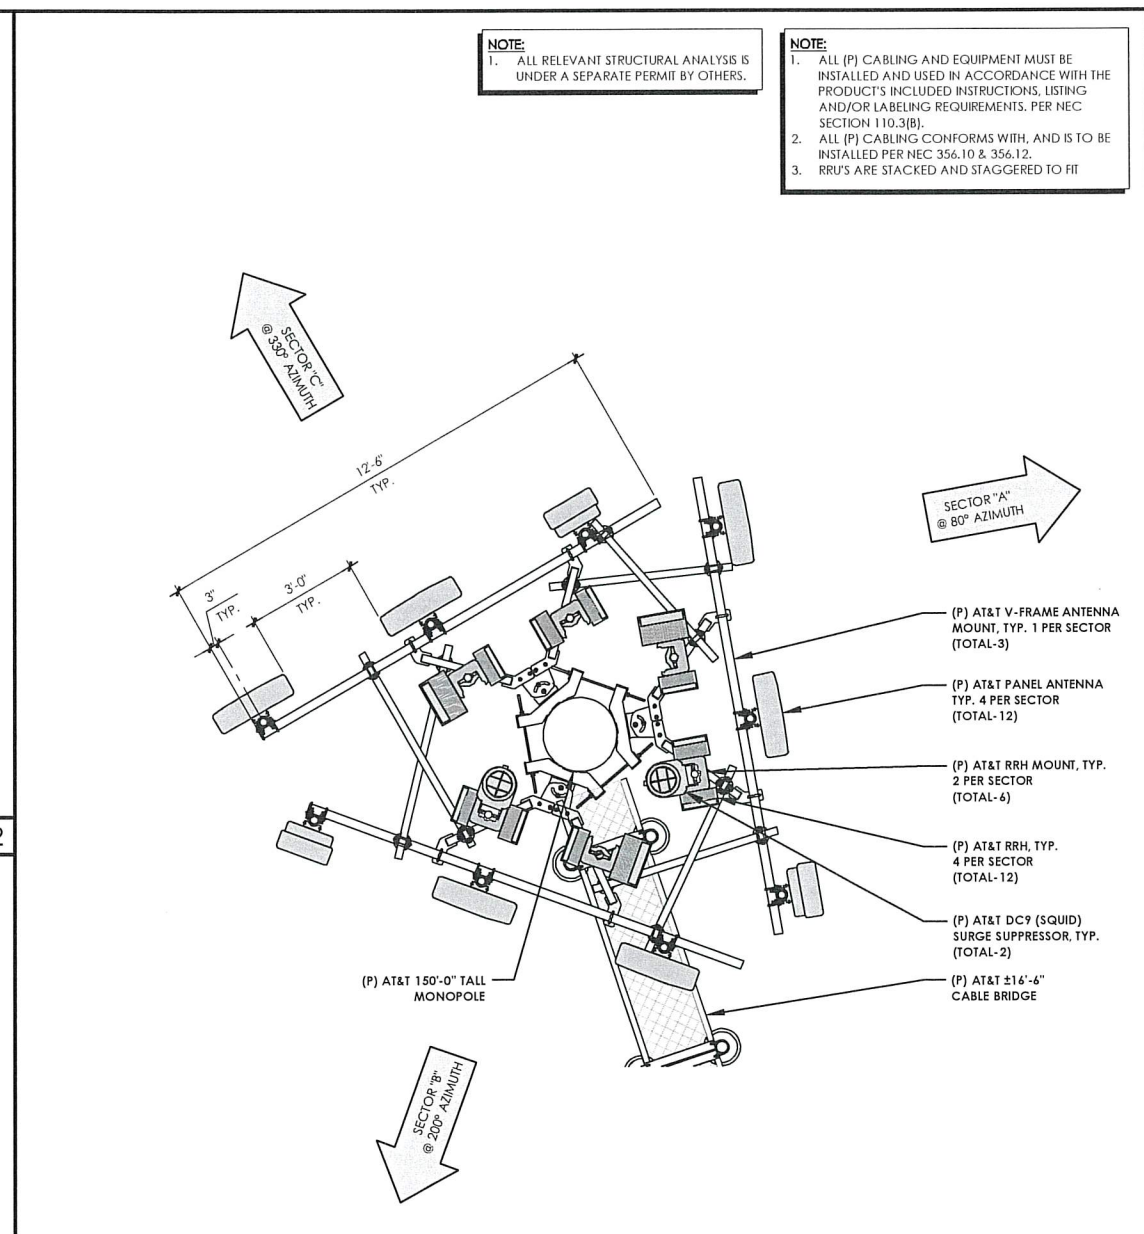 NOTE:
1. ALL RELEVANT STRUCTURAL ANALYSIS IS
UNDER A SEPARATE PERMIT BY OTHERS.
NOTE:
1. ALL (P) CABLING AND EQUIPMENT MUST BE
INSTALLED AND USED IN ACCORDANCE WITH THE
PRODUCT'S INCLUDED INSTRUCTIONS, LISTING
AND/OR LABELING REQUIREMENTS. PER NEC
SECTION 110.3(B).
2. ALL (P) CABLING CONFORMS WITH, AND IS TO BE
INSTALLED PER NEC 356.10 & 356.12.
3. RRU'S ARE STACKED AND STAGGERED TO FIT
SECTOR "C"
@ 330° AZIMUTH
12'-6"
TYP.
3'-0"
TYP.
3"
TYP.
SECTOR "A"
@ 80° AZIMUTH
(P) AT&T V-FRAME ANTENNA
MOUNT, TYP. 1 PER SECTOR
(TOTAL-3)
(P) AT&T PANEL ANTENNA
TYP. 4 PER SECTOR
(TOTAL-12)
(P) AT&T RRH MOUNT, TYP.
2 PER SECTOR
(TOTAL-6)
(P) AT&T RRH, TYP.
4 PER SECTOR
(TOTAL-12)
(P) AT&T DC9 (SQUID)
SURGE SUPPRESSOR, TYP.
(TOTAL-2)
(P) AT&T ±16'-6"
CABLE BRIDGE
(P) AT&T 150'-0" TALL
MONOPOLE
SECTOR "B"
@ 200° AZIMUTH